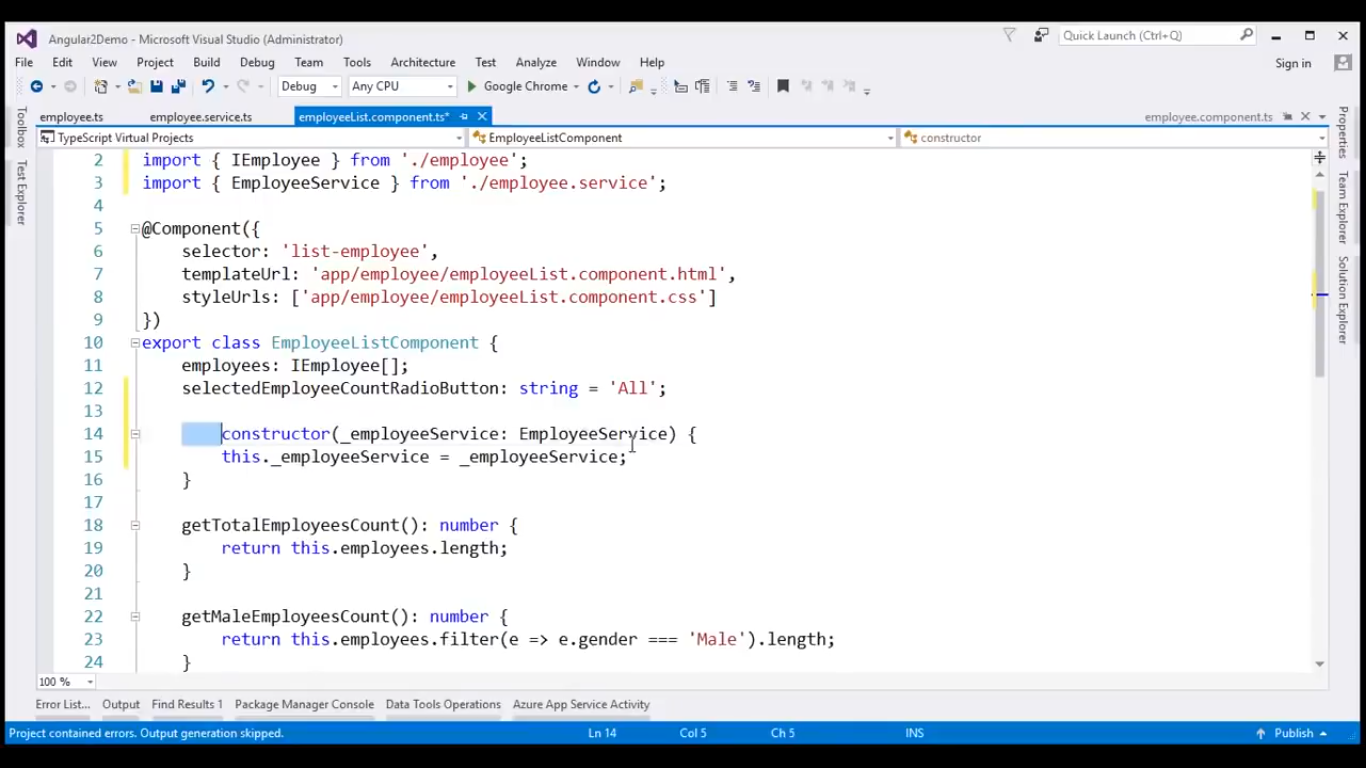 Angular2Demo - Microsoft Visual Studio (Administrator)
Quick Launch (Ctrl+Q)
File Edit View Project Build Debug Team Tools Architecture Test Analyze Window Help
Sign in
Debug Any CPU Google Chrome
employee.ts employee.service.ts employeeList.component.ts* employee.component.ts
TypeScript Virtual Projects EmployeeListComponent constructor
Toolbox
Test Explorer
Properties
Team Explorer
Solution Explorer
2 import { IEmployee } from './employee';
3 import { EmployeeService } from './employee.service';
4
5 @Component({
6 selector: 'list-employee',
7 templateUrl: 'app/employee/employeeList.component.html',
8 styleUrls: ['app/employee/employeeList.component.css']
9 })
10 export class EmployeeListComponent {
11 employees: IEmployee[];
12 selectedEmployeeCountRadioButton: string = 'All';
13
14 constructor(_employeeService: EmployeeService) {
15 this._employeeService = _employeeService;
16 }
17
18 getTotalEmployeesCount(): number {
19 return this.employees.length;
20 }
21
22 getMaleEmployeesCount(): number {
23 return this.employees.filter(e => e.gender === 'Male').length;
24 }
100 %
Error List... Output Find Results 1 Package Manager Console Data Tools Operations Azure App Service Activity
Project contained errors. Output generation skipped. Ln 14 Col 5 Ch 5 INS Publish